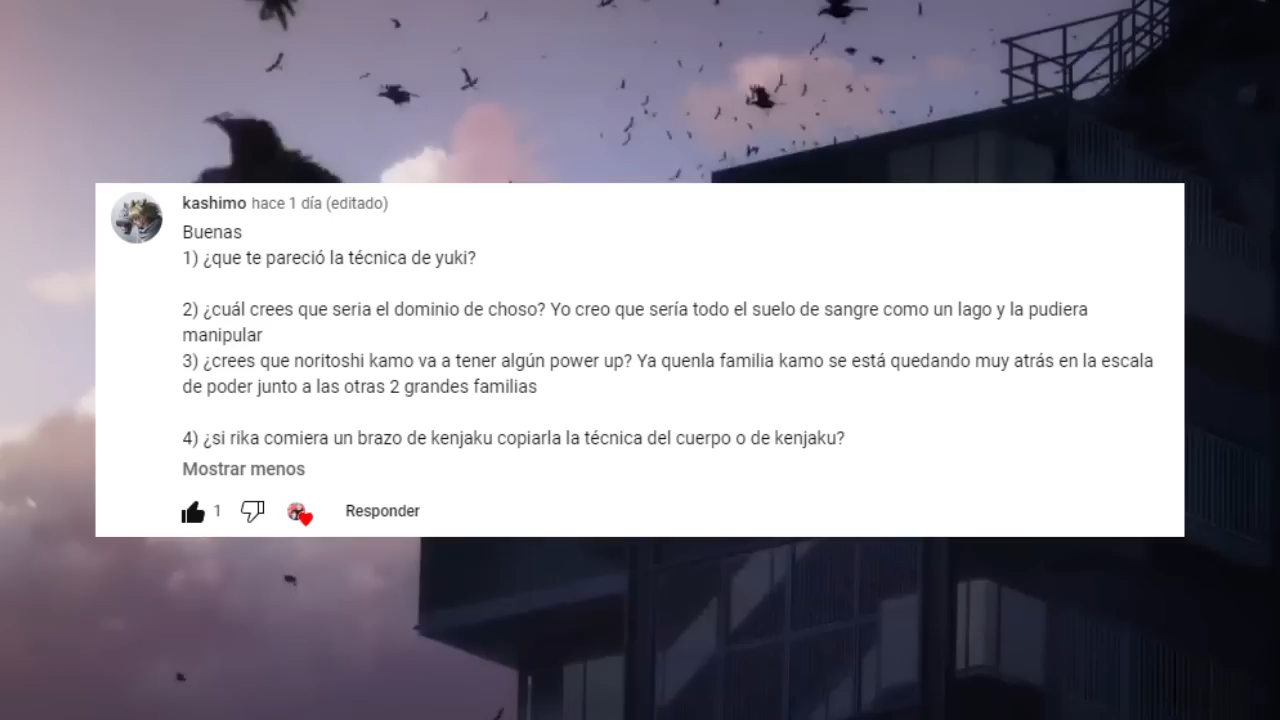 kashimo hace 1 día (editado)
Buenas
1) ¿que te pareció la técnica de yuki?
2) ¿cuál crees que seria el dominio de choso? Yo creo que sería todo el suelo de sangre como un lago y la pudiera
manipular
3) ¿crees que noritoshi kamo va a tener algún power up? Ya quenla familia kamo se está quedando muy atrás en la escala
de poder junto a las otras 2 grandes familias
4) ¿si rika comiera un brazo de kenjaku copiarla la técnica del cuerpo o de kenjaku?
Mostrar menos
1 Responder